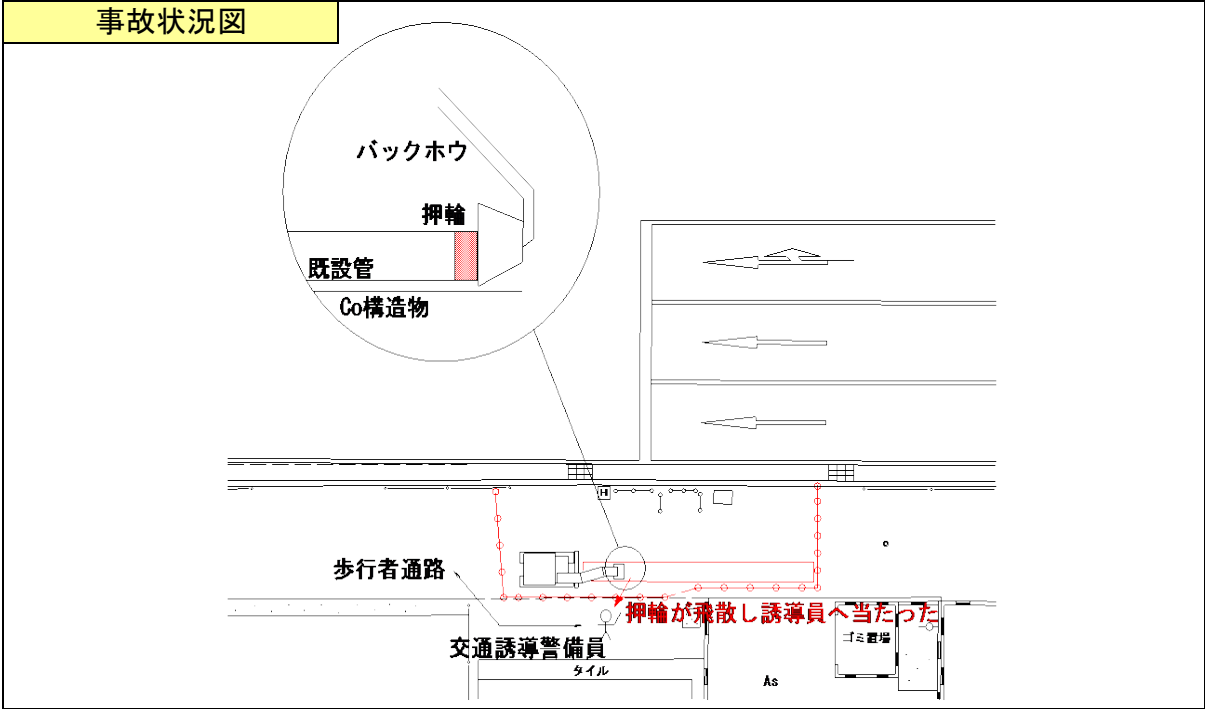 事故状況図
バックホウ
押輪
既設管
Co構造物
H
歩行者通路
押輪が飛散し誘導員へ当たった
交通誘導警備員
ゴミ置場
タイル
As